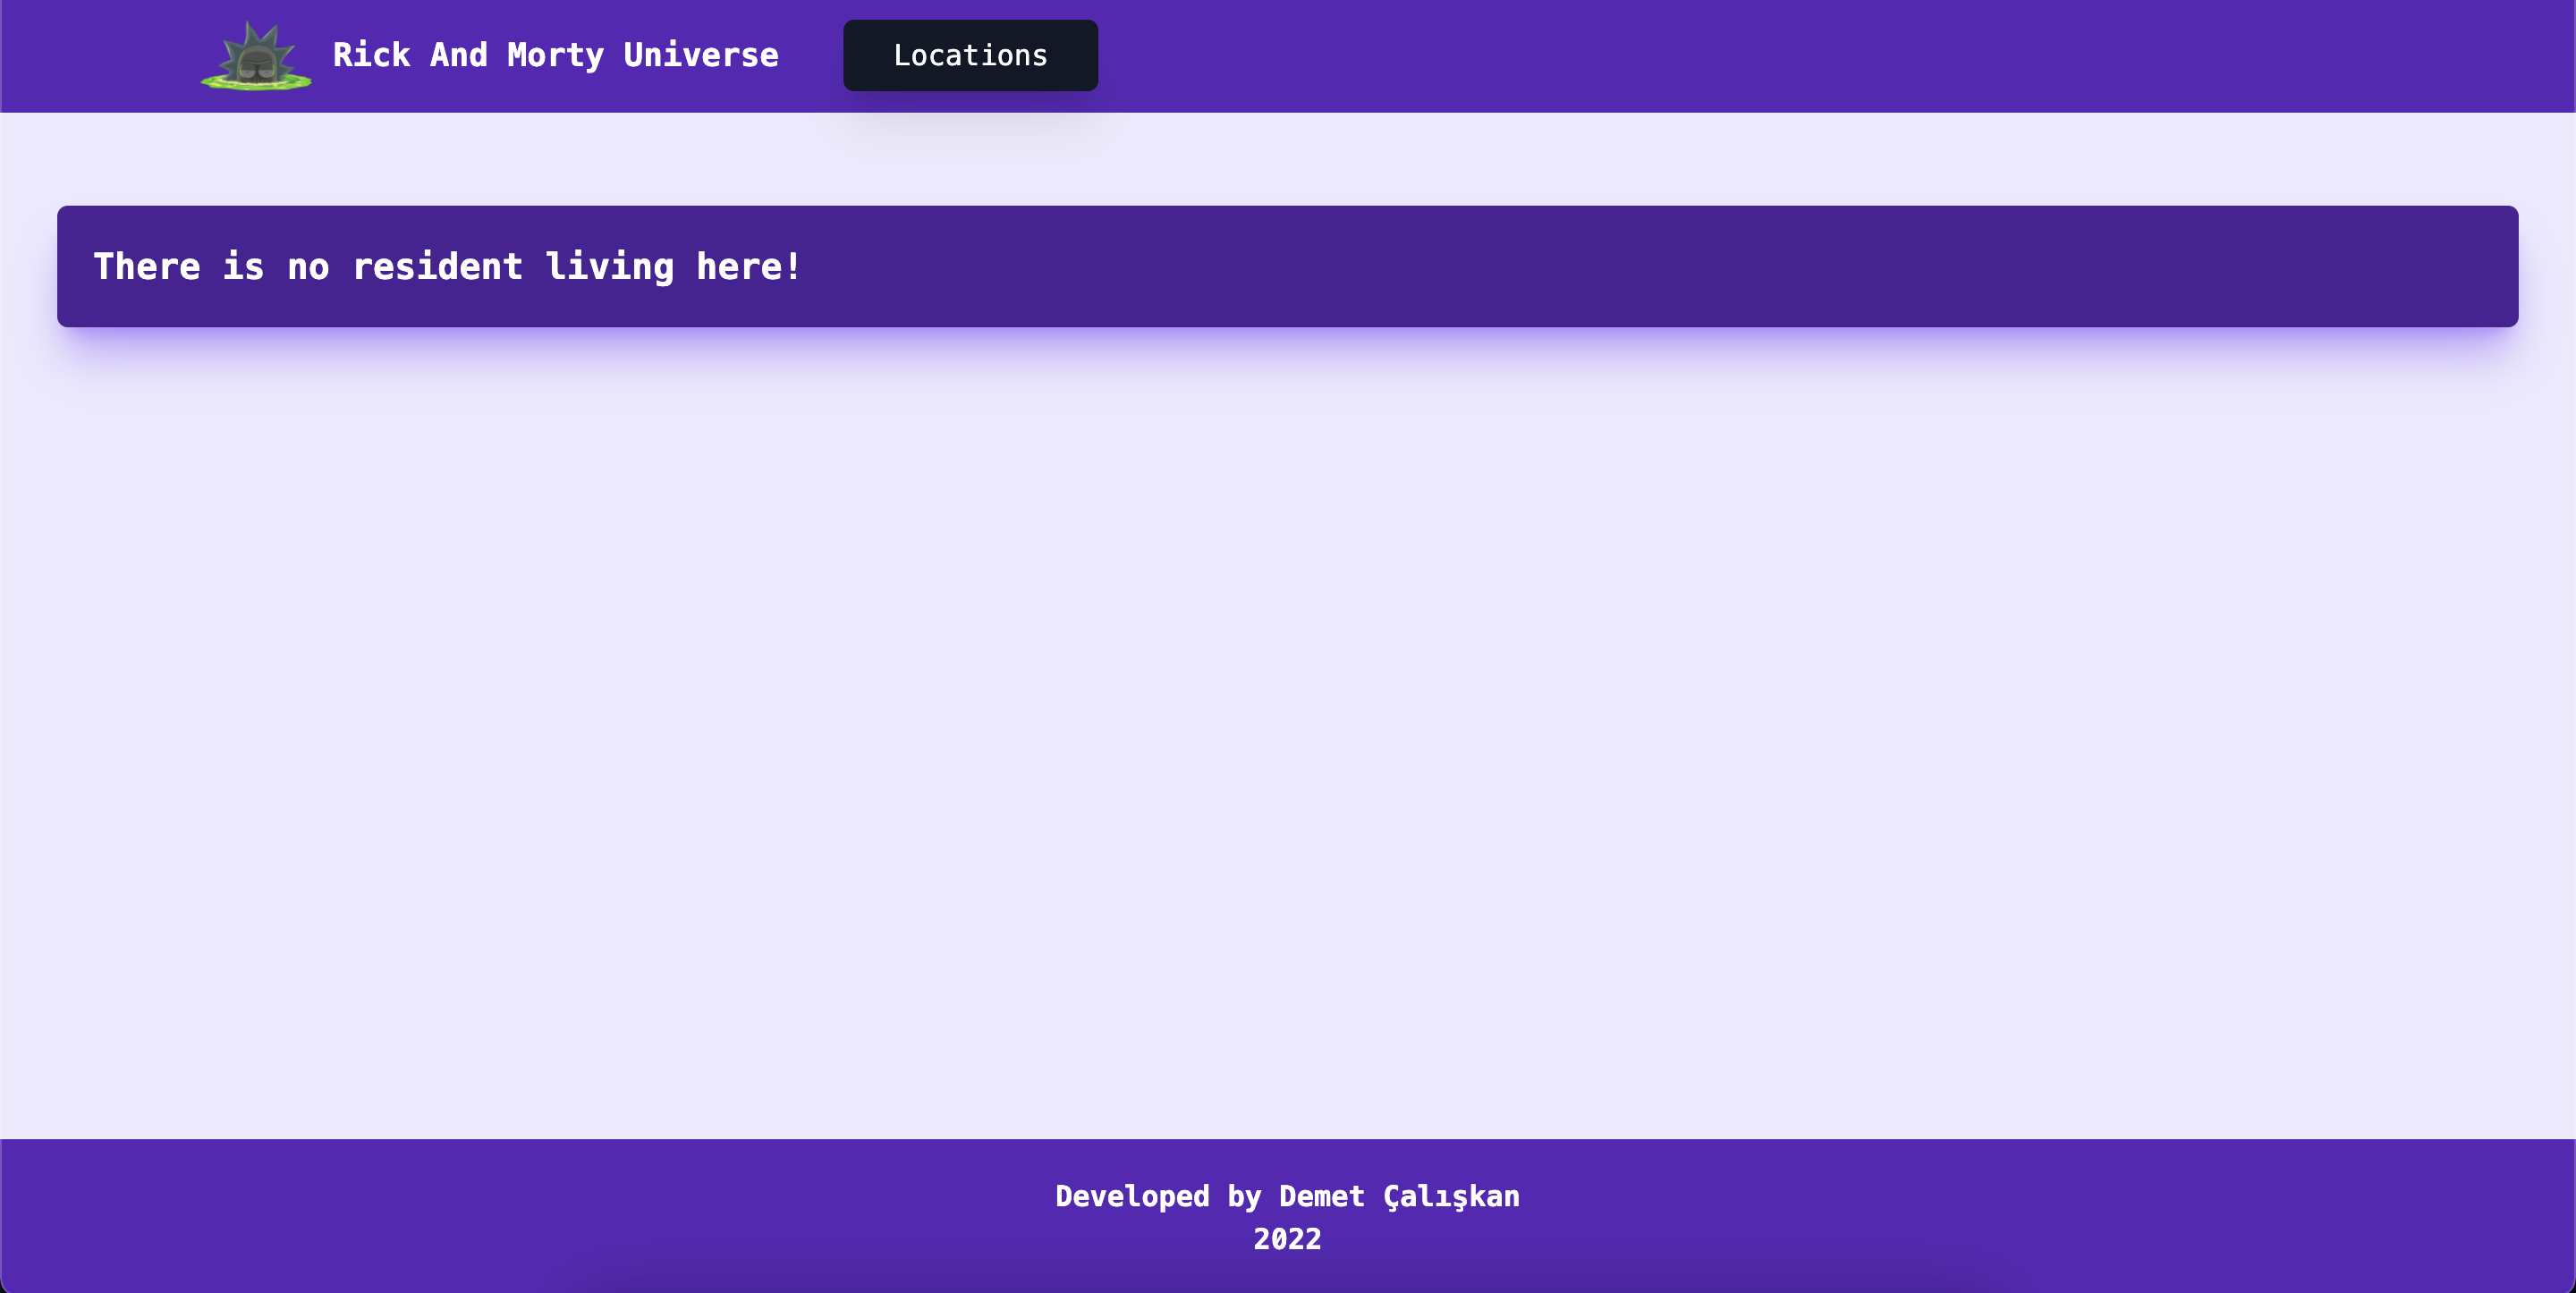 Rick And Morty Universe
Locations
There is no resident living here!
Developed by Demet Çalışkan
2022